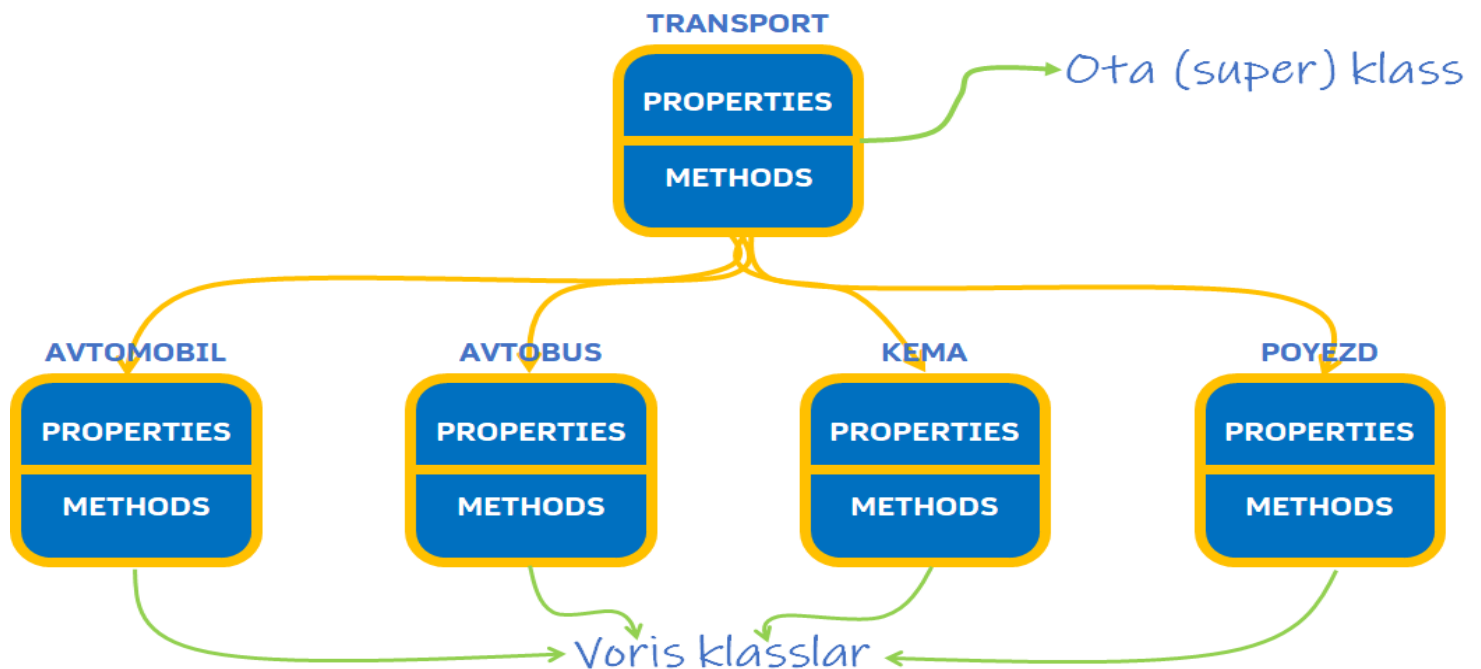 TRANSPORT
Ota (super) klass
PROPERTIES
METHODS
AVTOMOBIL
AVTOBUS
KEMA
POYEZD
PROPERTIES
PROPERTIES
PROPERTIES
PROPERTIES
METHODS
METHODS
METHODS
METHODS
Voris klasslar